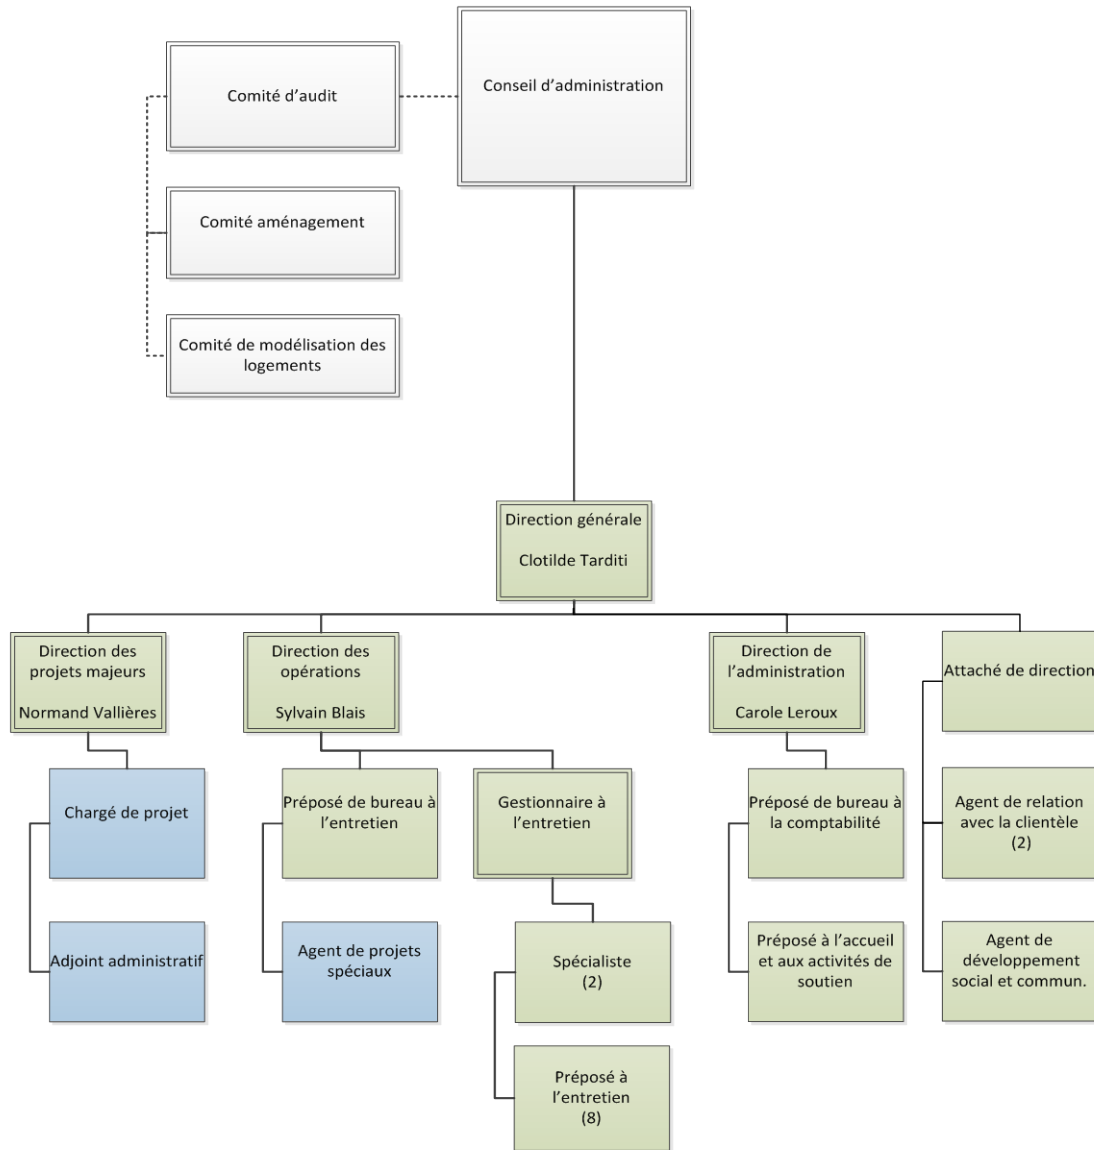 Comité d’audit
Conseil d’administration
Comité aménagement
Comité de modélisation des
logements
Direction générale
Clotilde Tarditi
Direction des
projets majeurs
Normand Vallières
Direction des
opérations
Sylvain Blais
Direction de
l’administration
Carole Leroux
Attaché de direction
Chargé de projet
Préposé de bureau à
l’entretien
Gestionnaire à
l’entretien
Préposé de bureau à
la comptabilité
Agent de relation
avec la clientèle
(2)
Adjoint administratif
Agent de projets
spéciaux
Spécialiste
(2)
Préposé à l’accueil
et aux activités de
soutien
Agent de
développement
social et commun.
Préposé à
l’entretien
(8)